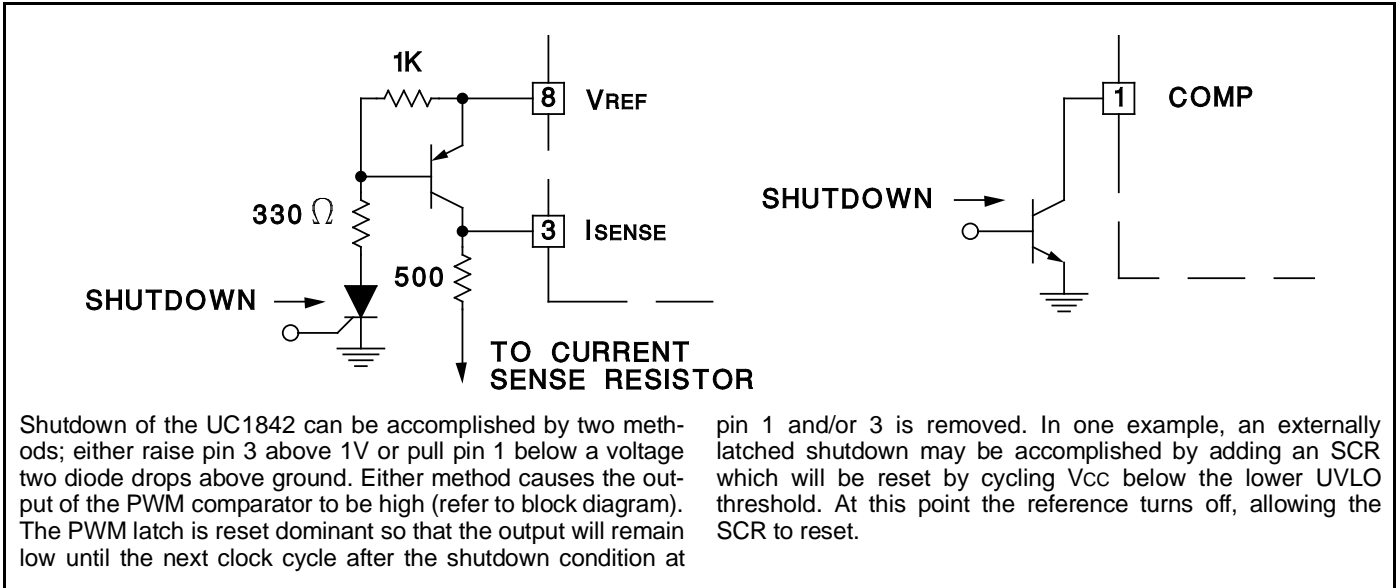 1K
8 VREF
1 COMP
SHUTDOWN
330 Ω
3 ISENSE
500
SHUTDOWN
TO CURRENT
SENSE RESISTOR
Shutdown of the UC1842 can be accomplished by two meth-
ods; either raise pin 3 above 1V or pull pin 1 below a voltage
two diode drops above ground. Either method causes the out-
put of the PWM comparator to be high (refer to block diagram).
The PWM latch is reset dominant so that the output will remain
low until the next clock cycle after the shutdown condition at
pin 1 and/or 3 is removed. In one example, an externally
latched shutdown may be accomplished by adding an SCR
which will be reset by cycling VCC below the lower UVLO
threshold. At this point the reference turns off, allowing the
SCR to reset.